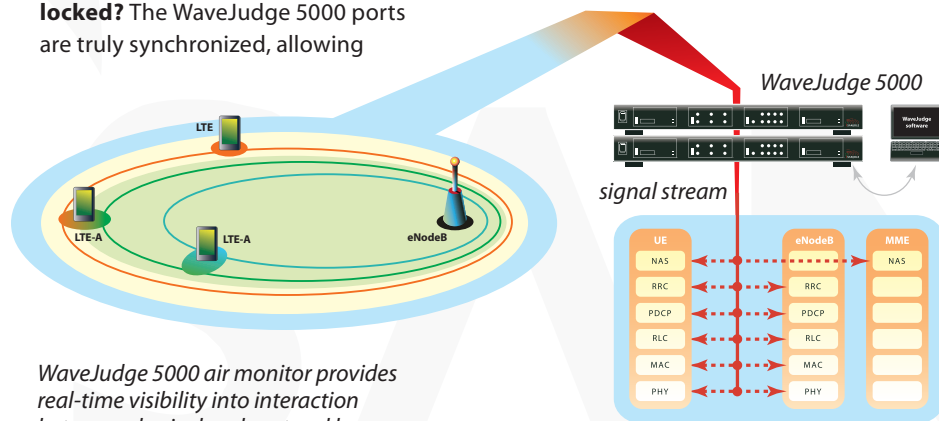 locked? The WaveJudge 5000 ports
are truly synchronized, allowing
WaveJudge 5000
WaveJudge
software
LTE
LTE-A
LTE-A
eNodeB
signal stream
UE
eNodeB
MME
NAS
NAS
RRC
RRC
PDCP
PDCP
RLC
RLC
MAC
MAC
PHY
PHY
WaveJudge 5000 air monitor provides
real-time visibility into interaction